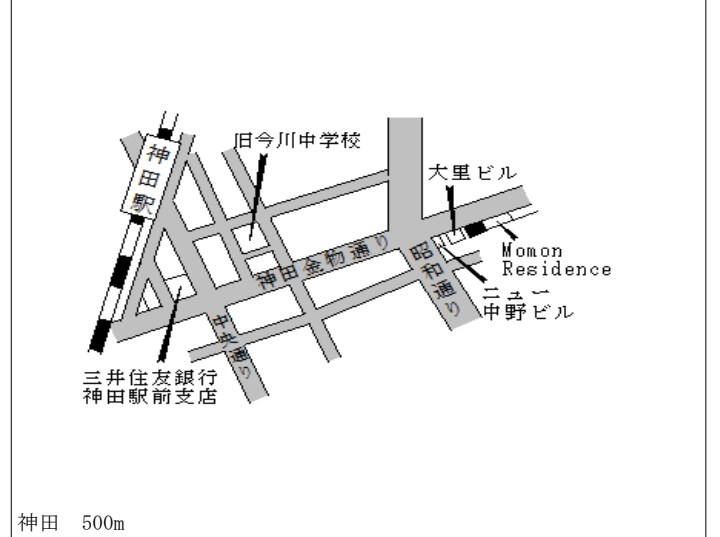 旧今川中学校
神田駅
大里ビル
神田金物通り
昭和通り
Momon
Residence
ニュー
中野ビル
中央通り
三井住友銀行
神田駅前支店
神田　500m